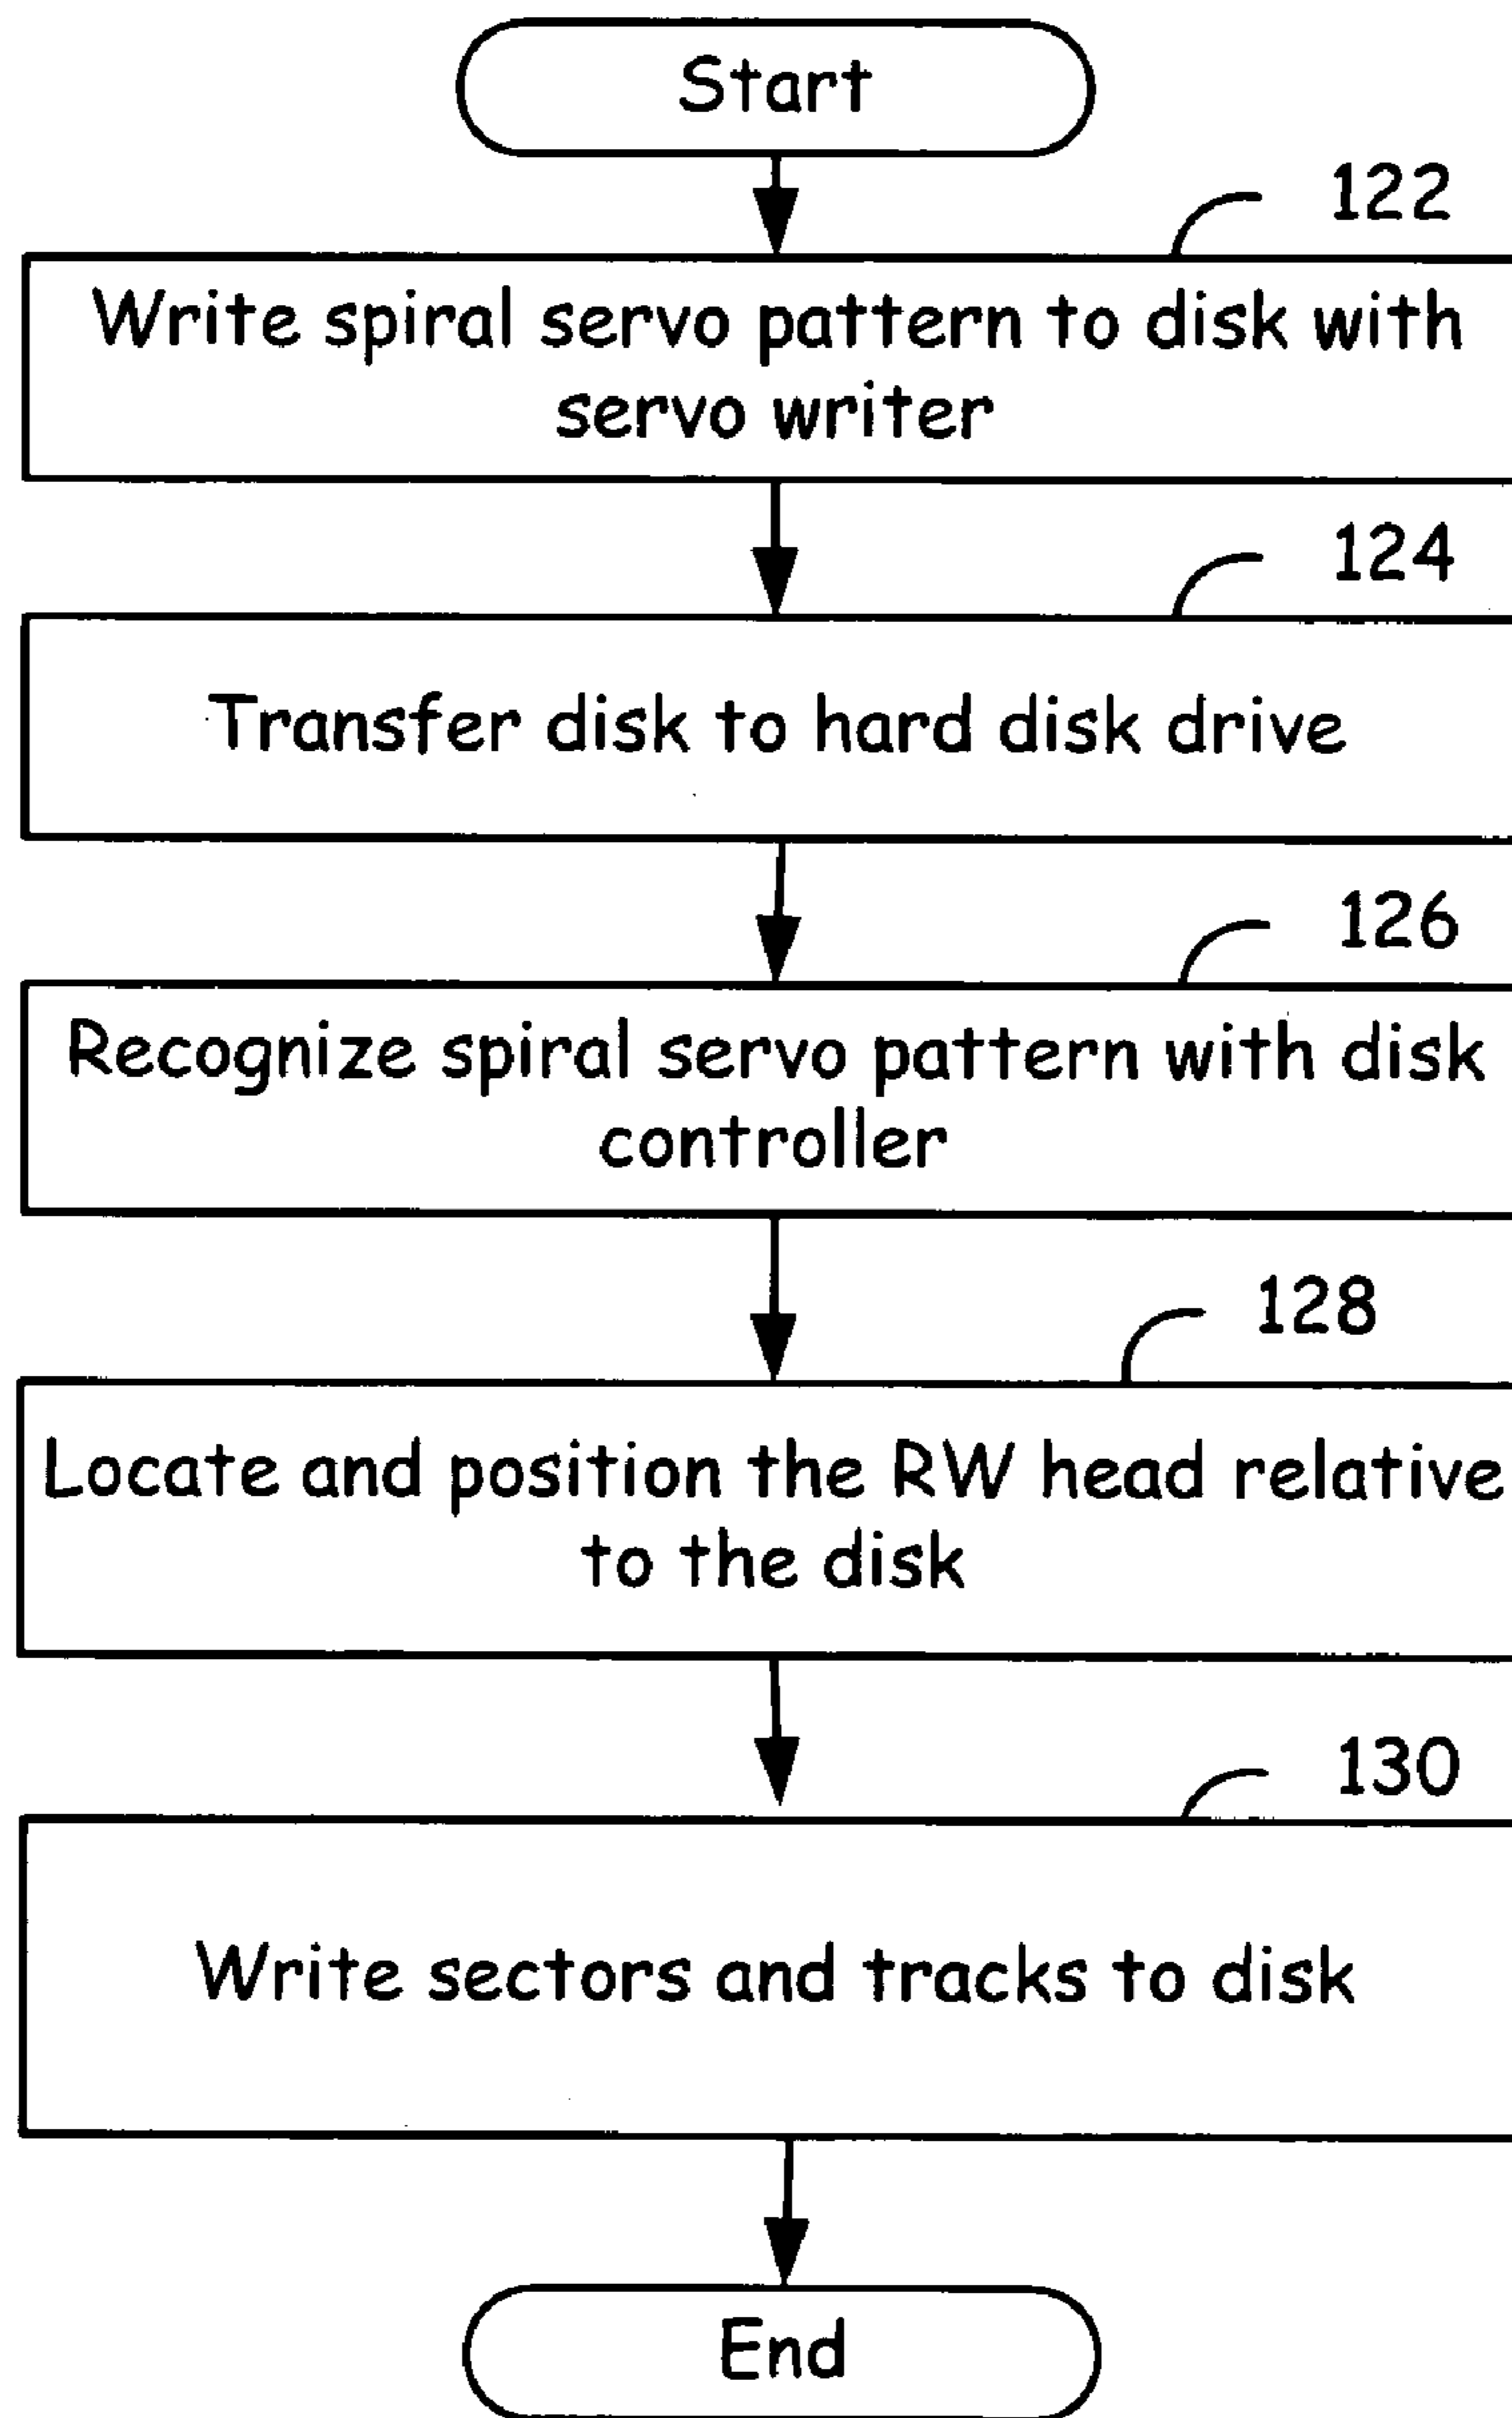 Start
122
Write spiral servo pattern to disk with
servo writer
124
Transfer disk to hard disk drive
126
Recognize spiral servo pattern with disk
controller
128
Locate and position the RW head relative
to the disk
130
Write sectors and tracks to disk
End